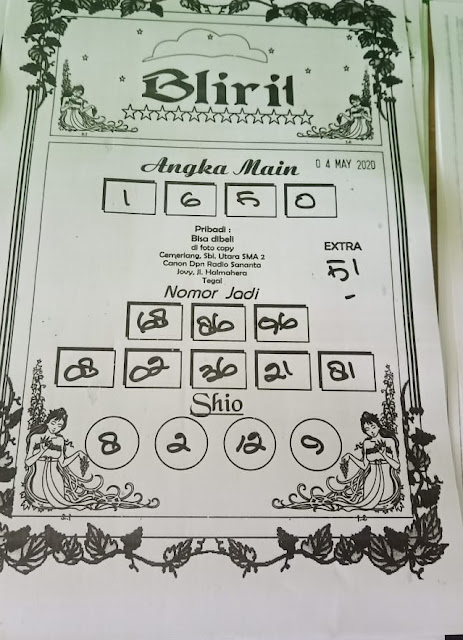 Bliril
Angka Main 04 MAY 2020
1 6 5 0
Pribadi :
Bisa dibeli
di foto copy
Cemerlang, Sbl. Utara SMA 2
Canon Dpn Radio Sananta
Jovy, Jl. Halmahera
Tegal
EXTRA
51
Nomor Jadi
68 86 96
02 36 21 81
Shio
8 2 12 9